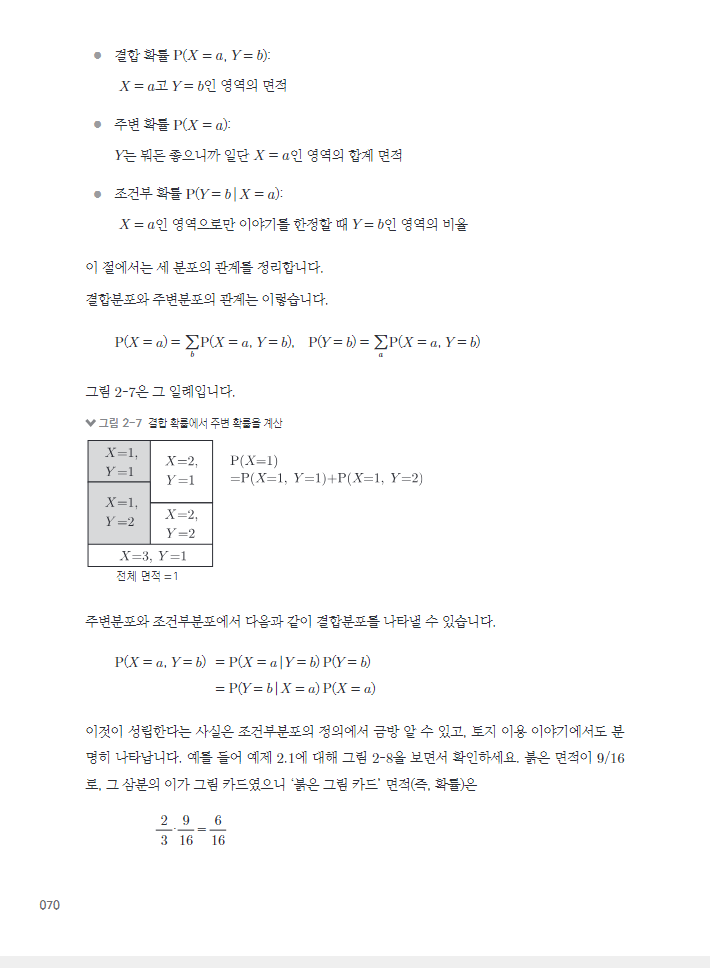 ● 결합 확률 P(X = a, Y = b):
X = a고 Y = b인 영역의 면적
● 주변 확률 P(X = a):
Y는 뭐든 좋으니까 일단 X = a인 영역의 합계 면적
● 조건부 확률 P(Y = b | X = a):
X = a인 영역으로만 이야기를 한정할 때 Y = b인 영역의 비율
이 절에서는 세 분포의 관계를 정리합니다.
결합분포와 주변분포의 관계는 이렇습니다.
P(X = a) = ∑_b P(X = a, Y = b), P(Y = b) = ∑_a P(X = a, Y = b)
그림 2-7은 그 일례입니다.
그림 2-7 결합 확률에서 주변 확률을 계산
X=1,
Y=1
X=2,
Y=1
X=1,
Y=2
X=2,
Y=2
X=3, Y=1
전체 면적 = 1
P(X=1)
=P(X=1, Y=1)+P(X=1, Y=2)
주변분포와 조건부분포에서 다음과 같이 결합분포를 나타낼 수 있습니다.
P(X = a, Y = b) = P(X = a | Y = b) P(Y = b)
= P(Y = b | X = a) P(X = a)
이것이 성립한다는 사실은 조건부분포의 정의에서 금방 알 수 있고, 토지 이용 이야기에서도 분
명히 나타납니다. 예를 들어 예제 2.1에 대해 그림 2-8을 보면서 확인하세요. 붉은 면적이 9/16
로, 그 삼분의 이가 그림 카드였으니 ‘붉은 그림 카드’ 면적(즉, 확률)은
2/3 · 9/16 = 6/16
070